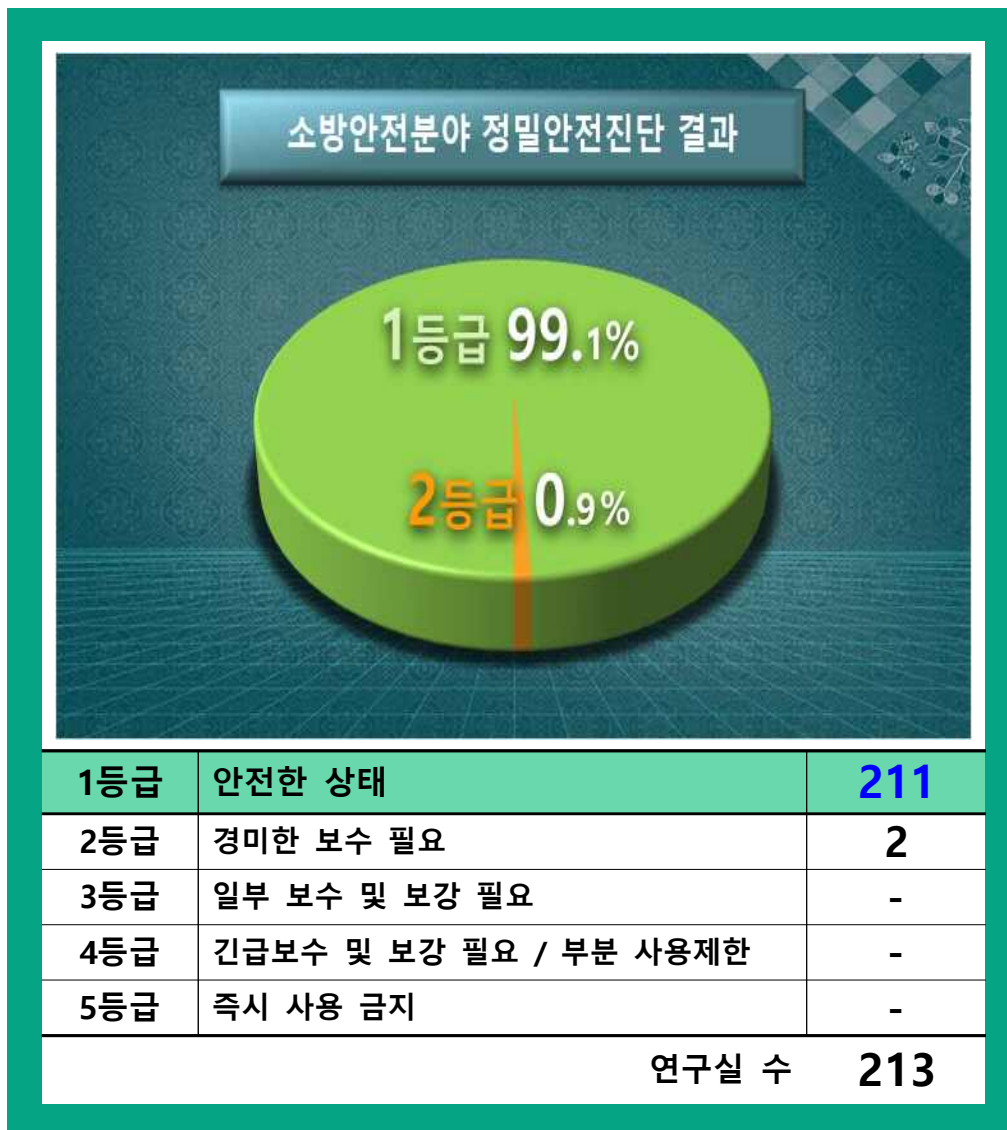 소방안전분야 정밀안전진단 결과
1등급 99.1%
2등급 0.9%
1등급 안전한 상태 211
2등급 경미한 보수 필요 2
3등급 일부 보수 및 보강 필요 -
4등급 긴급보수 및 보강 필요 / 부분 사용제한 -
5등급 즉시 사용 금지 -
연구실 수 213